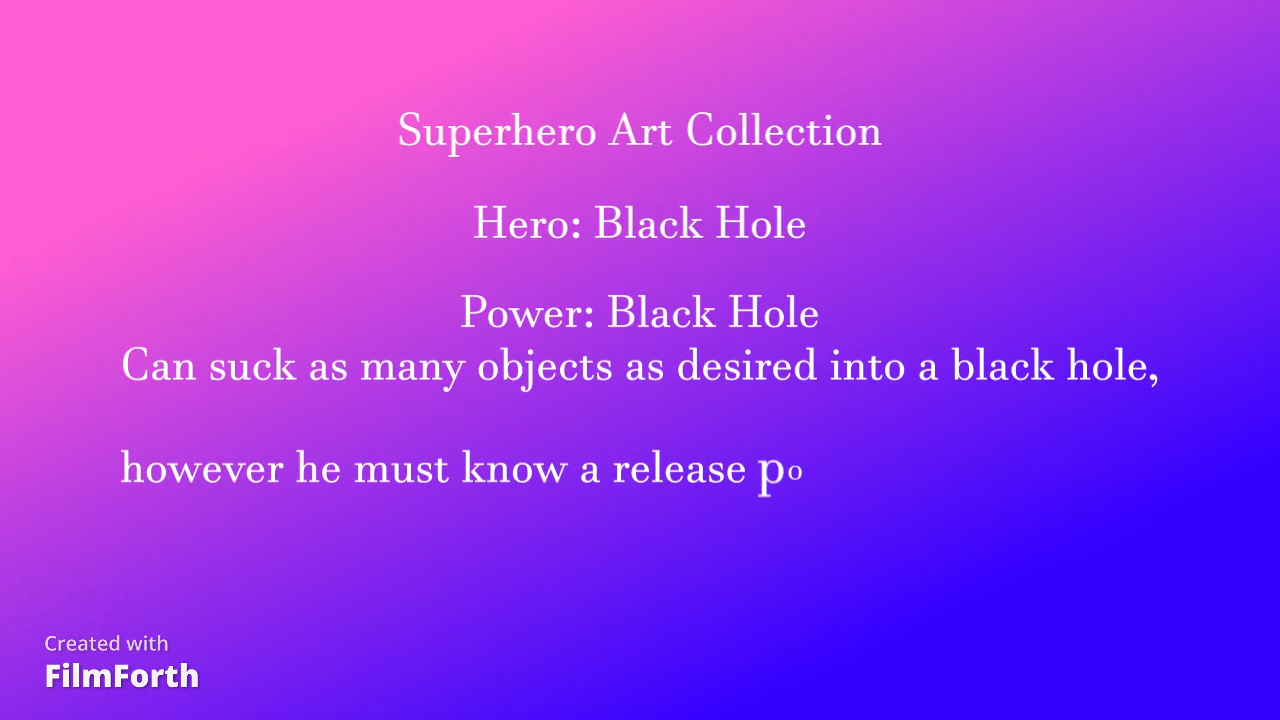 Superhero Art Collection
Hero: Black Hole
Power: Black Hole
Can suck as many objects as desired into a black hole,
however he must know a release po
Created with
FilmForth